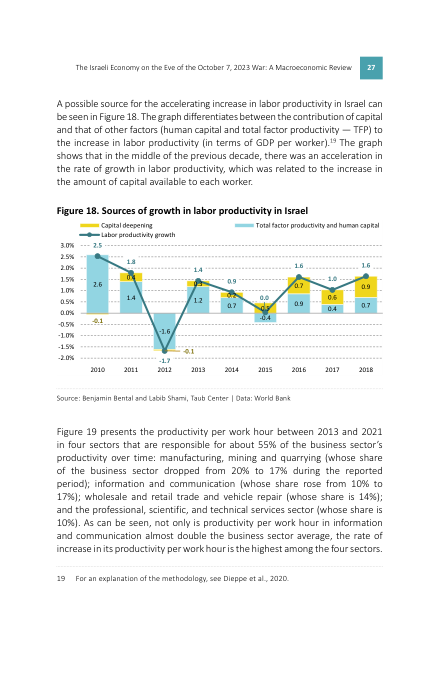 The Israeli Economy on the Eve of the October 7, 2023 War: A Macroeconomic Review 27
A possible source for the accelerating increase in labor productivity in Israel can
be seen in Figure 18. The graph differentiates between the contribution of capital
and that of other factors (human capital and total factor productivity — TFP) to
the increase in labor productivity (in terms of GDP per worker).19 The graph
shows that in the middle of the previous decade, there was an acceleration in
the rate of growth in labor productivity, which was related to the increase in
the amount of capital available to each worker.
Figure 18. Sources of growth in labor productivity in Israel
Capital deepening Total factor productivity and human capital
Labor productivity growth
3.0%
2.5%
2.0%
1.5%
1.0%
0.5%
0.0%
-0.5%
-1.0%
-1.5%
-2.0%
2.5 1.8 -1.7 1.4 0.9 0.0 1.6 1.0 1.6
-0.1 0.4 -0.1 0.3 0.2 0.7 0.6 0.9
2.6 1.4 -1.6 1.2 0.7 -0.4 0.9 0.4 0.7
2010 2011 2012 2013 2014 2015 2016 2017 2018
Source: Benjamin Bental and Labib Shami, Taub Center | Data: World Bank
Figure 19 presents the productivity per work hour between 2013 and 2021
in four sectors that are responsible for about 55% of the business sector's
productivity over time: manufacturing, mining and quarrying (whose share
of the business sector dropped from 20% to 17% during the reported
period); information and communication (whose share rose from 10% to
17%); wholesale and retail trade and vehicle repair (whose share is 14%);
and the professional, scientific, and technical services sector (whose share is
10%). As can be seen, not only is productivity per work hour in information
and communication almost double the business sector average, the rate of
increase in its productivity per work hour is the highest among the four sectors.
19 For an explanation of the methodology, see Dieppe et al., 2020.